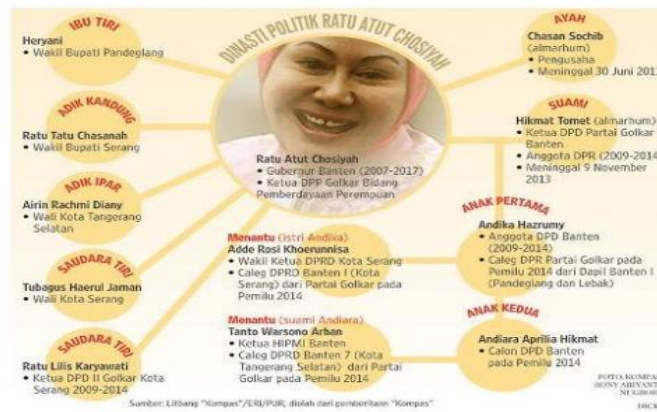 DINASTI POLITIK RATU ATUT CHOSIYAH
IBU TIRI
Heryani
• Wakil Bupati Pandeglang
ADIK KANDUNG
Ratu Tatu Chasanah
• Wakil Bupati Serang
ADIK IPAR
Airin Rachmi Diany
• Wali Kota Tangerang
Selatan
SAUDARA TIRI
Tubagus Haerul Jaman
• Wali Kota Serang
SAUDARA TIRI
Ratu Lilis Karyawati
• Ketua DPD II Golkar Kota
Serang 2009-2014
Ratu Atut Chosiyah
• Gubergur Banten (2007-2017)
• Ketua DPP Golkar Bidang
Pemberdayaan Perempuan
Menantu (istri Andika)
Adde Rosi Khoerunnisa
• Wakil Ketua DPRD Kota Serang
• Caleg DPRD Banten I (Kota
Serang) dari Partai Golkar pada
Pemilu 2014
Menantu (suami Andiara)
Tanto Warsono Arban
• Ketua HIPMI Banten
• Caleg DPRD Banten 7 (Kota
Tangerang Selatan) dari Partai
Golkar pada Pemilu 2014
AYAH
Chasan Sochib
(almarhum)
• Pengusaha
• Meninggal 30 Juni 201
SUAMI
Hikmat Tomet (almarhum)
• Ketua DPD Partai Golkar
Banten
• Anggota DPR (2009-2014
• Meninggal 9 November
2013
ANAK PERTAMA
Andika Hazrumy
• Anggota DPD Banten
(2009-2014)
• Caleg DPR Partai Golkar pada
Pemilu 2014 dari Dapil Banten I
(Pandeglang dan Lebak)
ANAK KEDUA
Andiara Aprilia Hikmat
• Calon DPD Banten
pada Pemilu 2014
Sumber: Litbang "Kompas"/ERI/PUR, diolah dari pemberitaan "Kompas"